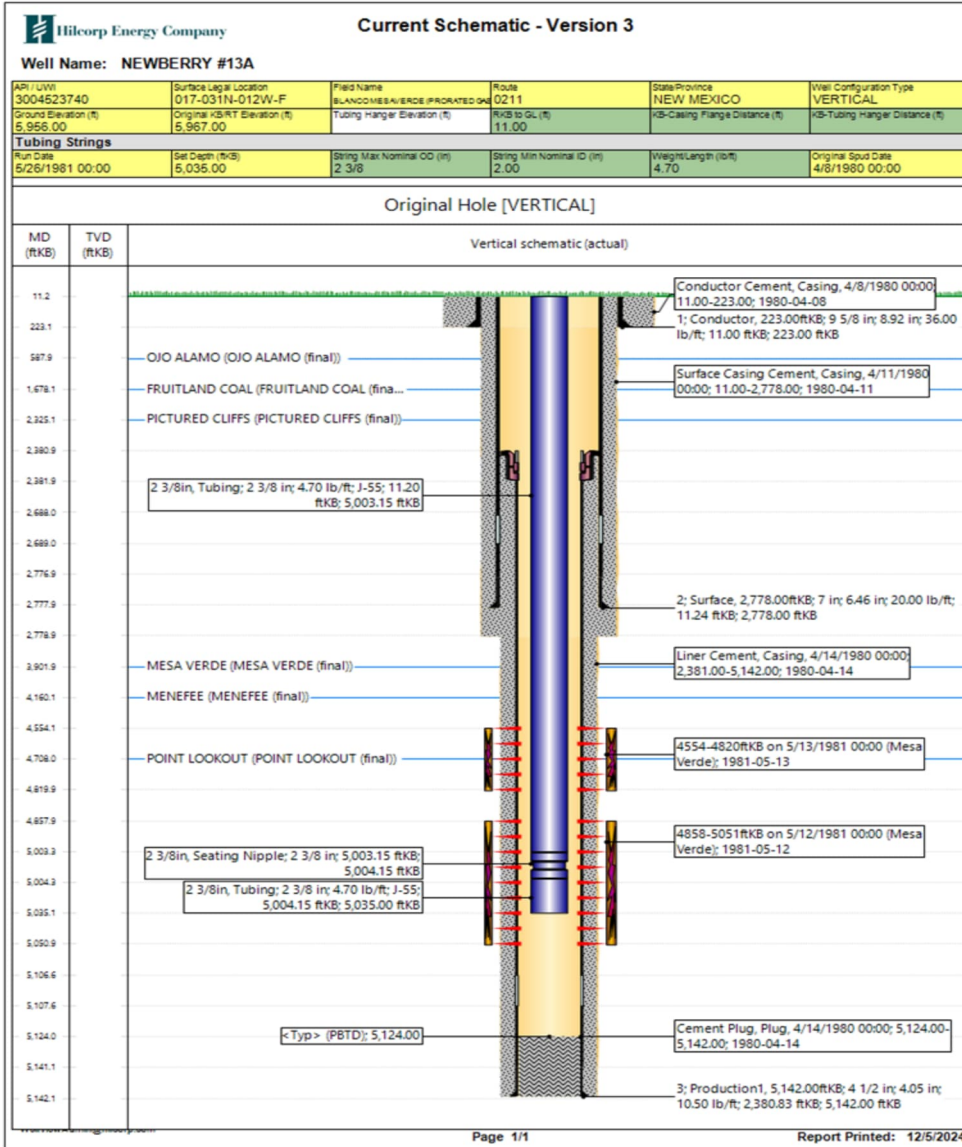 Hilcorp Energy Company
Current Schematic - Version 3
Well Name: NEWBERRY #13A
API / UWI
3004523740
Surface Legal Location
017-031N-012W-F
Field Name
BLANCO MESAVERDE (PRORATED GAS
Route
0211
State/Province
NEW MEXICO
Well Configuration Type
VERTICAL
Ground Elevation (ft)
5,956.00
Original KB/RT Elevation (ft)
5,967.00
Tubing Hanger Elevation (ft)
RKB to GL (ft)
11.00
KB-Casing Flange Distance (ft)
KB-Tubing Hanger Distance (ft)
Tubing Strings
Run Date
5/26/1981 00:00
Set Depth (ftKB)
5,035.00
String Max Nominal OD (in)
2 3/8
String Min Nominal ID (in)
2.00
Weight/Length (lb/ft)
4.70
Original Spud Date
4/8/1980 00:00
Original Hole [VERTICAL]
MD
(ftKB)
TVD
(ftKB)
Vertical schematic (actual)
11.2
223.1
587.9
1,678.1
2,325.1
2,380.9
2,381.9
2,688.0
2,689.0
2,776.9
2,777.9
2,778.9
3,901.9
4,160.1
4,554.1
4,708.0
4,819.9
4,857.9
5,003.3
5,004.3
5,035.1
5,050.9
5,106.6
5,107.6
5,124.0
5,141.1
5,142.1
OJO ALAMO (OJO ALAMO (final))
FRUITLAND COAL (FRUITLAND COAL (fina...
PICTURED CLIFFS (PICTURED CLIFFS (final))
2 3/8in, Tubing; 2 3/8 in; 4.70 lb/ft; J-55; 11.20
ftKB; 5,003.15 ftKB
MESA VERDE (MESA VERDE (final))
MENEFEE (MENEFEE (final))
POINT LOOKOUT (POINT LOOKOUT (final))
2 3/8in, Seating Nipple; 2 3/8 in; 5,003.15 ftKB;
5,004.15 ftKB
2 3/8in, Tubing; 2 3/8 in; 4.70 lb/ft; J-55;
5,004.15 ftKB; 5,035.00 ftKB
<Typ> (PBTD); 5,124.00
Conductor Cement, Casing, 4/8/1980 00:00;
11.00-223.00; 1980-04-08
1; Conductor, 223.00ftKB; 9 5/8 in; 8.92 in; 36.00
lb/ft; 11.00 ftKB; 223.00 ftKB
Surface Casing Cement, Casing, 4/11/1980
00:00; 11.00-2,778.00; 1980-04-11
2; Surface, 2,778.00ftKB; 7 in; 6.46 in; 20.00 lb/ft;
11.24 ftKB; 2,778.00 ftKB
Liner Cement, Casing, 4/14/1980 00:00;
2,381.00-5,142.00; 1980-04-14
4554-4820ftKB on 5/13/1981 00:00 (Mesa
Verde); 1981-05-13
4858-5051ftKB on 5/12/1981 00:00 (Mesa
Verde); 1981-05-12
Cement Plug, Plug, 4/14/1980 00:00; 5,124.00-
5,142.00; 1980-04-14
3; Production1, 5,142.00ftKB; 4 1/2 in; 4.05 in;
10.50 lb/ft; 2,380.83 ftKB; 5,142.00 ftKB
Page 1/1
Report Printed: 12/5/2024